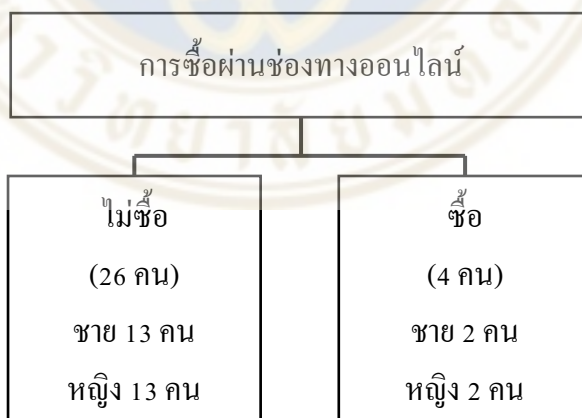 การซื้อผ่านช่องทางออนไลน์
ไม่ซื้อ
(26 คน)
ชาย 13 คน
หญิง 13 คน
ซื้อ
(4 คน)
ชาย 2 คน
หญิง 2 คน